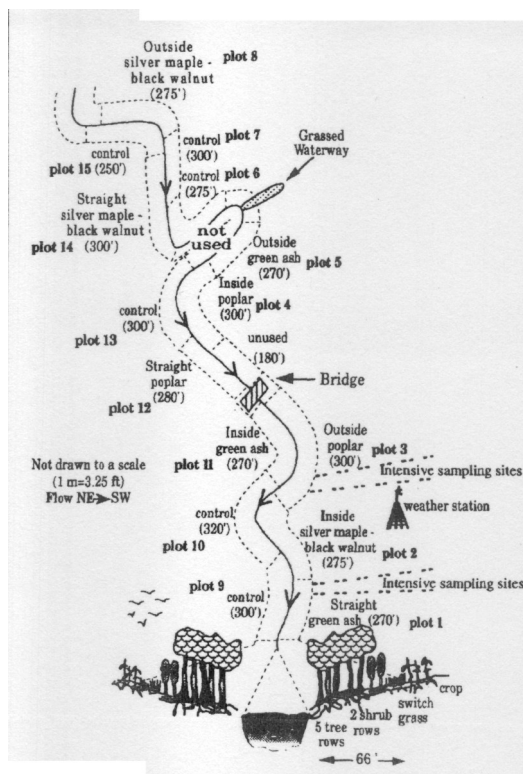 Outside
silver maple -
black walnut
(275')
plot 8
control
(300')
plot 7
Grassed
Waterway
control
plot 15 (250')
control
(275')
plot 6
Straight
silver maple -
black walnut
plot 14 (300')
not
used
Outside
green ash
(270')
plot 5
Inside
poplar
(300')
plot 4
control
(300')
plot 13
unused
(180')
Straight
poplar
(280')
plot 12
Bridge
Inside
green ash
plot 11 (270')
Outside
poplar
(300')
plot 3
Intensive sampling sites
Not drawn to a scale
(1 m=3.25 ft)
Flow NE➔SW
weather station
control
(320')
plot 10
Inside
silver maple -
black walnut
(275')
plot 2
plot 9
control
(300')
Intensive sampling sites
Straight
green ash (270')
plot 1
crop
switch
grass
2 shrub
rows
5 tree
rows
66 '